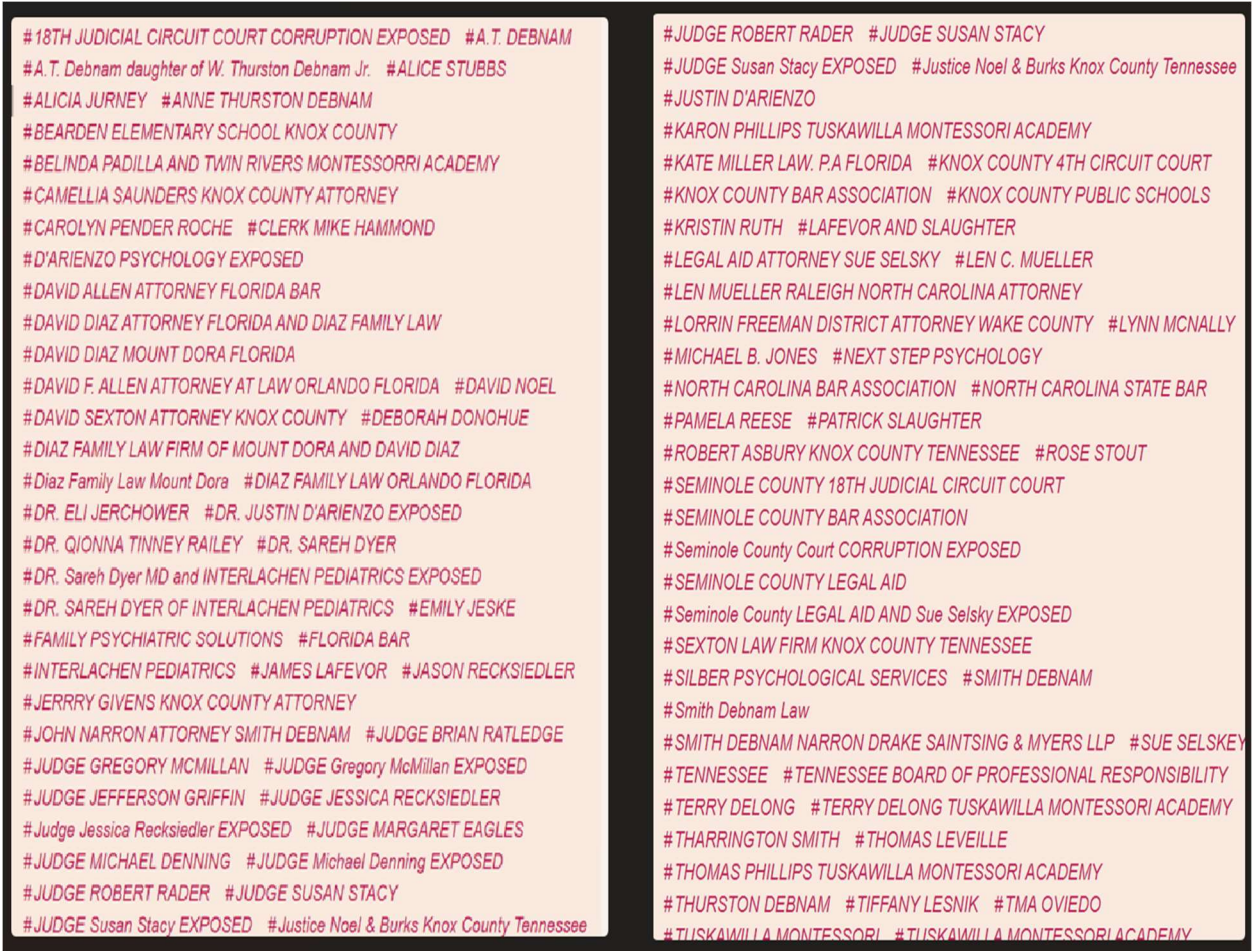 #18TH JUDICIAL CIRCUIT COURT CORRUPTION EXPOSED #A.T. DEBNAM
#A.T. Debnam daughter of W. Thurston Debnam Jr. #ALICE STUBBS
#ALICIA JURNEY #ANNE THURSTON DEBNAM
#BEARDEN ELEMENTARY SCHOOL KNOX COUNTY
#BELINDA PADILLA AND TWIN RIVERS MONTESSORRI ACADEMY
#CAMELLIA SAUNDERS KNOX COUNTY ATTORNEY
#CAROLYN PENDER ROCHE #CLERK MIKE HAMMOND
#D'ARIENZO PSYCHOLOGY EXPOSED
#DAVID ALLEN ATTORNEY FLORIDA BAR
#DAVID DIAZ ATTORNEY FLORIDA AND DIAZ FAMILY LAW
#DAVID DIAZ MOUNT DORA FLORIDA
#DAVID F. ALLEN ATTORNEY AT LAW ORLANDO FLORIDA #DAVID NOEL
#DAVID SEXTON ATTORNEY KNOX COUNTY #DEBORAH DONOHUE
#DIAZ FAMILY LAW FIRM OF MOUNT DORA AND DAVID DIAZ
#Diaz Family Law Mount Dora #DIAZ FAMILY LAW ORLANDO FLORIDA
#DR. ELI JERCHOWER #DR. JUSTIN D'ARIENZO EXPOSED
#DR. QIONNA TINNEY RAILEY #DR. SAREH DYER
#DR. Sareh Dyer MD and INTERLACHEN PEDIATRICS EXPOSED
#DR. SAREH DYER OF INTERLACHEN PEDIATRICS #EMILY JESKE
#FAMILY PSYCHIATRIC SOLUTIONS #FLORIDA BAR
#INTERLACHEN PEDIATRICS #JAMES LAFEVOR #JASON RECKSIEDLER
#JERRRY GIVENS KNOX COUNTY ATTORNEY
#JOHN NARRON ATTORNEY SMITH DEBNAM #JUDGE BRIAN RATLEDGE
#JUDGE GREGORY MCMILLAN #JUDGE Gregory McMillan EXPOSED
#JUDGE JEFFERSON GRIFFIN #JUDGE JESSICA RECKSIEDLER
#Judge Jessica Recksiedler EXPOSED #JUDGE MARGARET EAGLES
#JUDGE MICHAEL DENNING #JUDGE Michael Denning EXPOSED
#JUDGE ROBERT RADER #JUDGE SUSAN STACY
#JUDGE Susan Stacy EXPOSED #Justice Noel & Burks Knox County Tennessee
#JUDGE ROBERT RADER #JUDGE SUSAN STACY
#JUDGE Susan Stacy EXPOSED #Justice Noel & Burks Knox County Tennessee
#JUSTIN D'ARIENZO
#KARON PHILLIPS TUSKAWILLA MONTESSORI ACADEMY
#KATE MILLER LAW. P.A FLORIDA #KNOX COUNTY 4TH CIRCUIT COURT
#KNOX COUNTY BAR ASSOCIATION #KNOX COUNTY PUBLIC SCHOOLS
#KRISTIN RUTH #LAFEVOR AND SLAUGHTER
#LEGAL AID ATTORNEY SUE SELSKY #LEN C. MUELLER
#LEN MUELLER RALEIGH NORTH CAROLINA ATTORNEY
#LORRIN FREEMAN DISTRICT ATTORNEY WAKE COUNTY #LYNN MCNALLY
#MICHAEL B. JONES #NEXT STEP PSYCHOLOGY
#NORTH CAROLINA BAR ASSOCIATION #NORTH CAROLINA STATE BAR
#PAMELA REESE #PATRICK SLAUGHTER
#ROBERT ASBURY KNOX COUNTY TENNESSEE #ROSE STOUT
#SEMINOLE COUNTY 18TH JUDICIAL CIRCUIT COURT
#SEMINOLE COUNTY BAR ASSOCIATION
#Seminole County Court CORRUPTION EXPOSED
#SEMINOLE COUNTY LEGAL AID
#Seminole County LEGAL AID AND Sue Selsky EXPOSED
#SEXTON LAW FIRM KNOX COUNTY TENNESSEE
#SILBER PSYCHOLOGICAL SERVICES #SMITH DEBNAM
#Smith Debnam Law
#SMITH DEBNAM NARRON DRAKE SAINTSING & MYERS LLP #SUE SELSKEY
#TENNESSEE #TENNESSEE BOARD OF PROFESSIONAL RESPONSIBILITY
#TERRY DELONG #TERRY DELONG TUSKAWILLA MONTESSORI ACADEMY
#THARRINGTON SMITH #THOMAS LEVEILLE
#THOMAS PHILLIPS TUSKAWILLA MONTESSORI ACADEMY
#THURSTON DEBNAM #TIFFANY LESNIK #TMA OVIEDO
#TUSKAWILLA MONTESSORI #TUSKAWILLA MONTESSORI ACADEMY